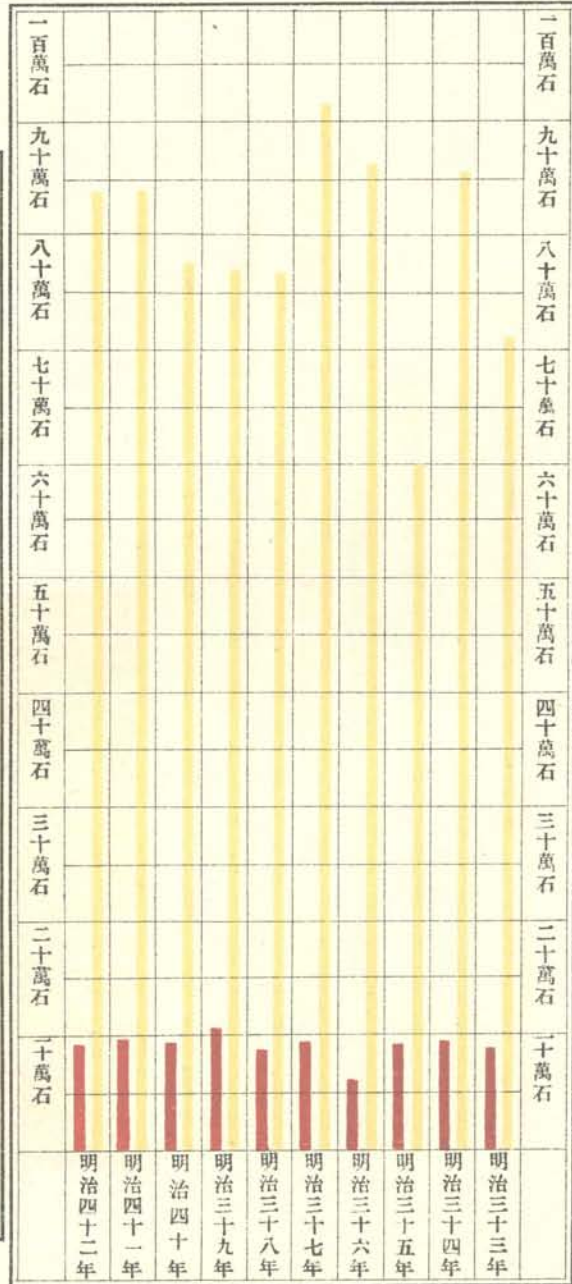 一百萬石
九十萬石
八十萬石
七十萬石
六十萬石
五十萬石
四十萬石
三十萬石
二十萬石
一十萬石
明治三十三年
明治三十四年
明治三十五年
明治三十六年
明治三十七年
明治三十八年
明治三十九年
明治四十年
明治四十一年
明治四十二年
一百萬石
九十萬石
八十萬石
七十萬石
六十萬石
五十萬石
四十萬石
三十萬石
二十萬石
一十萬石